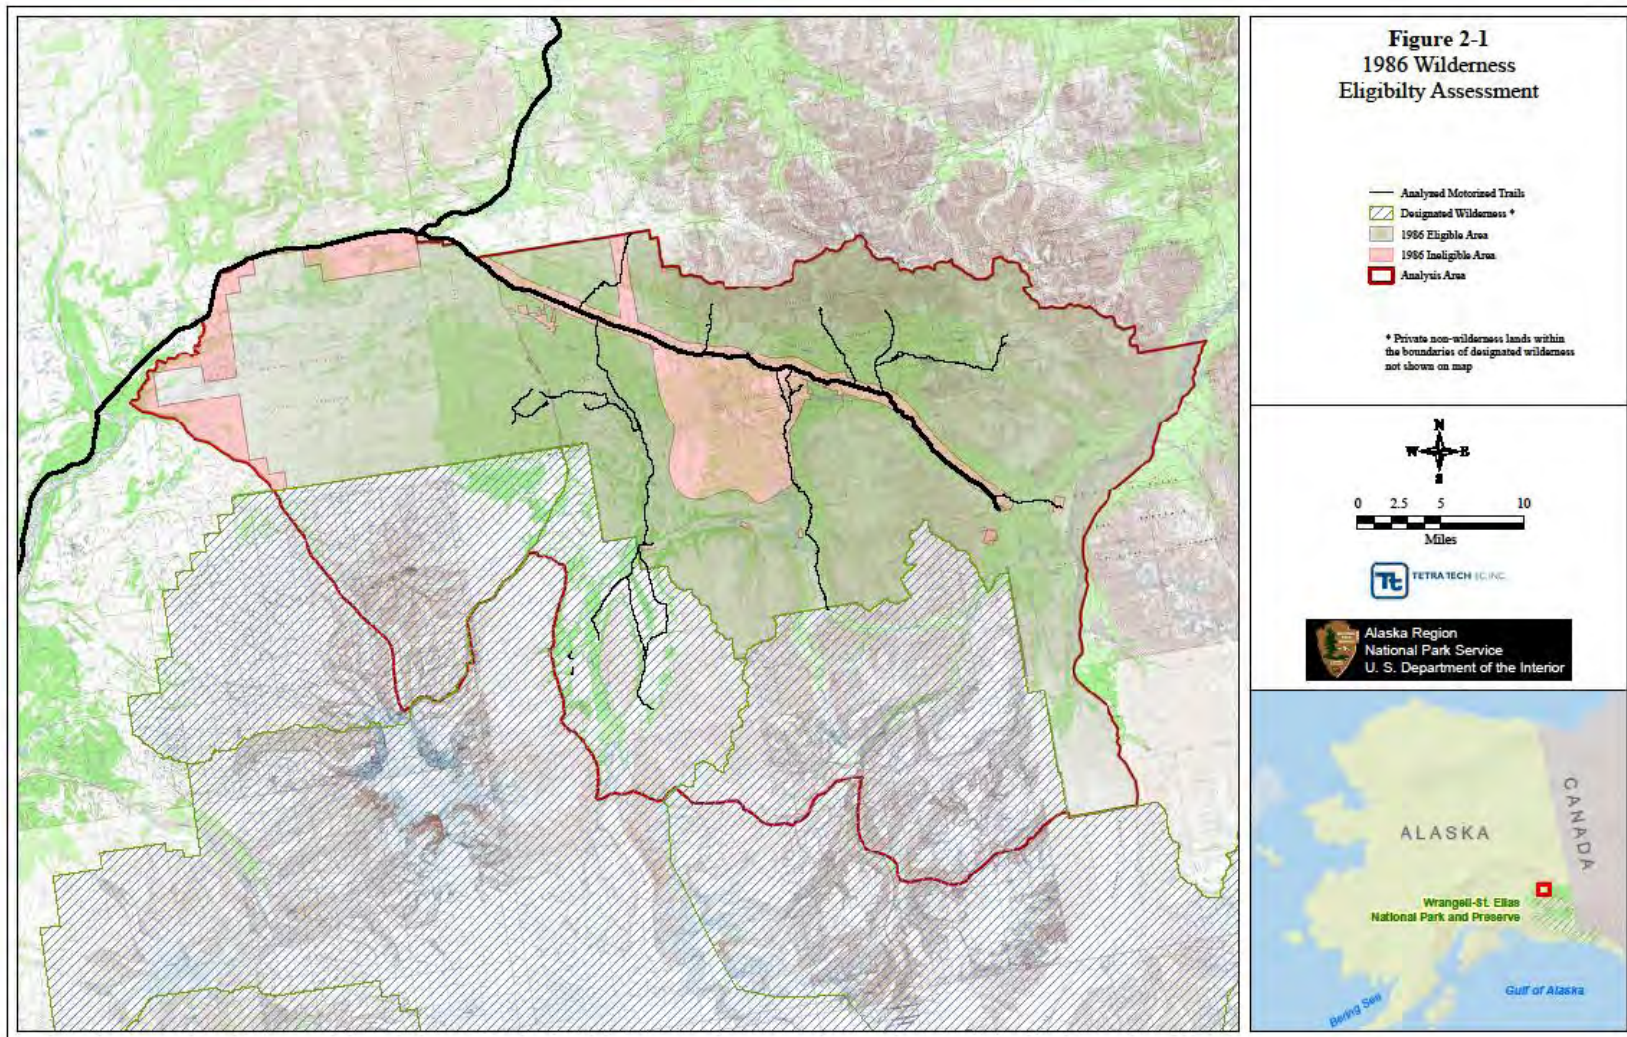 Figure 2-1
1986 Wilderness
Eligibilty Assessment
Analyzed Motorized Trails
Designated Wilderness *
1986 Eligible Area
1986 Ineligible Area
Analysis Area
* Private non-wilderness lands within
the boundaries of designated wilderness
not shown on map
N
W E
S
0 2.5 5 10
Miles
Tt TETRA TECH EC, INC.
Alaska Region
National Park Service
U. S. Department of the Interior
CANADA
ALASKA
Wrangell-St. Elias
National Park and Preserve
Gulf of Alaska
Bering Sea